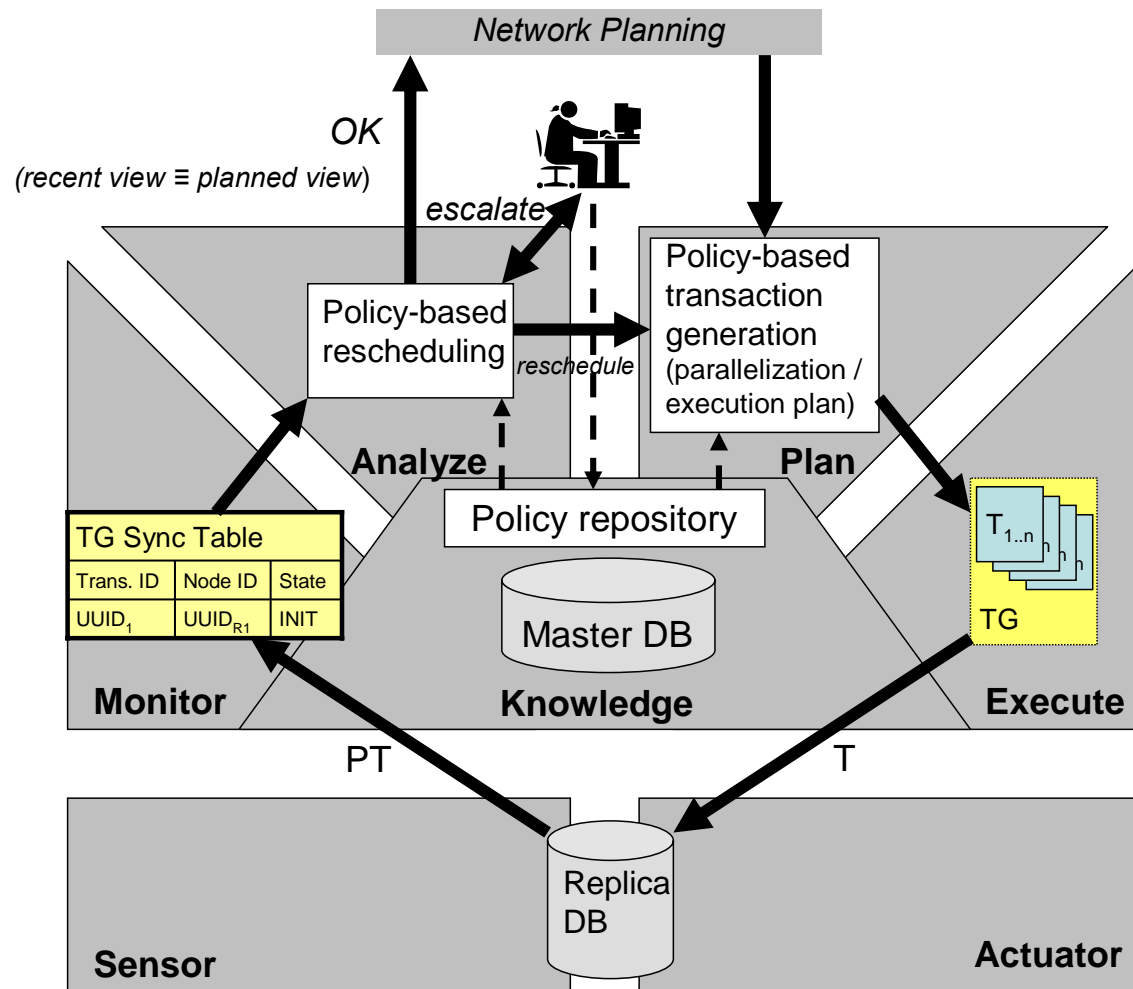 Network Planning
OK
(recent view ≡ planned view)
escalate
Policy-based
rescheduling
reschedule
Policy-based
transaction
generation
(parallelization /
execution plan)
Analyze
Plan
Policy repository
TG Sync Table
Trans. ID Node ID State
UUID1 UUIDR1 INIT
T1..n
n
n
n
TG
Master DB
Monitor
Knowledge
Execute
PT
T
Replica
DB
Sensor
Actuator